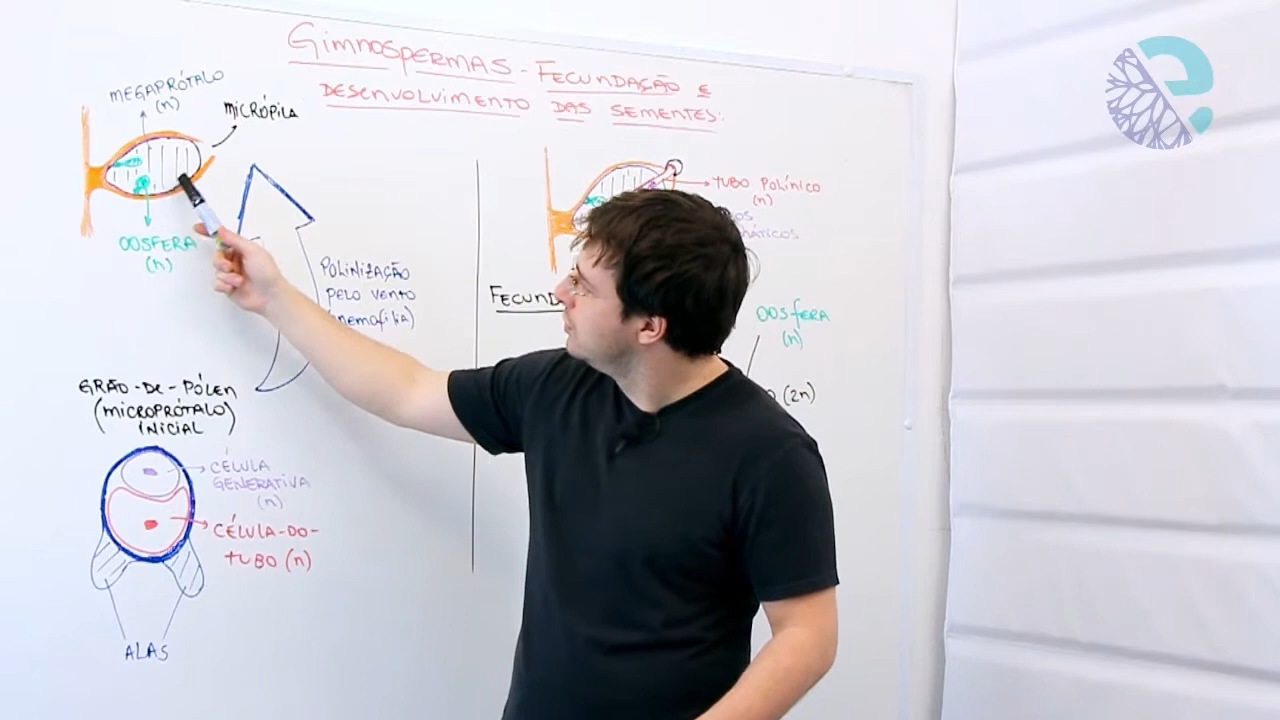 GIMNOSPERMAS - FECUNDAÇÃO E
DESENVOLVIMENTO DAS SEMENTES:
MEGAPRÓTALO
(n)
MICRÓPILA
OOSFERA
(n)
POLINIZAÇÃO
PELO VENTO
GRÃO-DE-PÓLEN
(MICROPRÓTALO)
INICIAL
CÉLULA
GENERATIVA
(n)
CÉLULA-DO-
TUBO (n)
ALAS
TUBO POLÍNICO
(n)
OOSFERA
(n)
(2n)